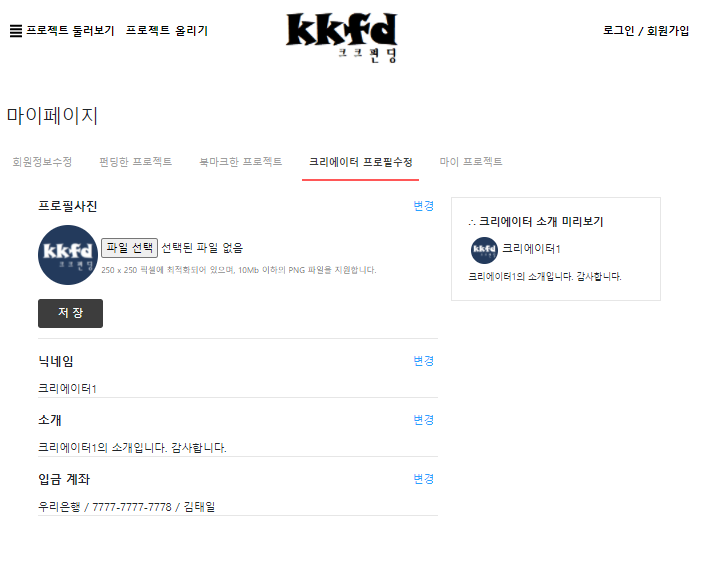 프로젝트 둘러보기 프로젝트 올리기 kkfd 로그인 / 회원가입
크크펀딩
마이페이지
회원정보수정 펀딩한 프로젝트 북마크한 프로젝트 크리에이터 프로필수정 마이 프로젝트
프로필사진 변경
kkfd
크크펀딩
파일 선택 선택된 파일 없음
250 x 250 픽셀에 최적화되어 있으며, 10Mb 이하의 PNG 파일을 지원합니다.
저 장
닉네임 변경
크리에이터1
소개 변경
크리에이터1의 소개입니다. 감사합니다.
입금 계좌 변경
우리은행 / 7777-7777-7778 / 김태일
∴ 크리에이터 소개 미리보기
kkfd 크리에이터1
크리에이터1의 소개입니다. 감사합니다.